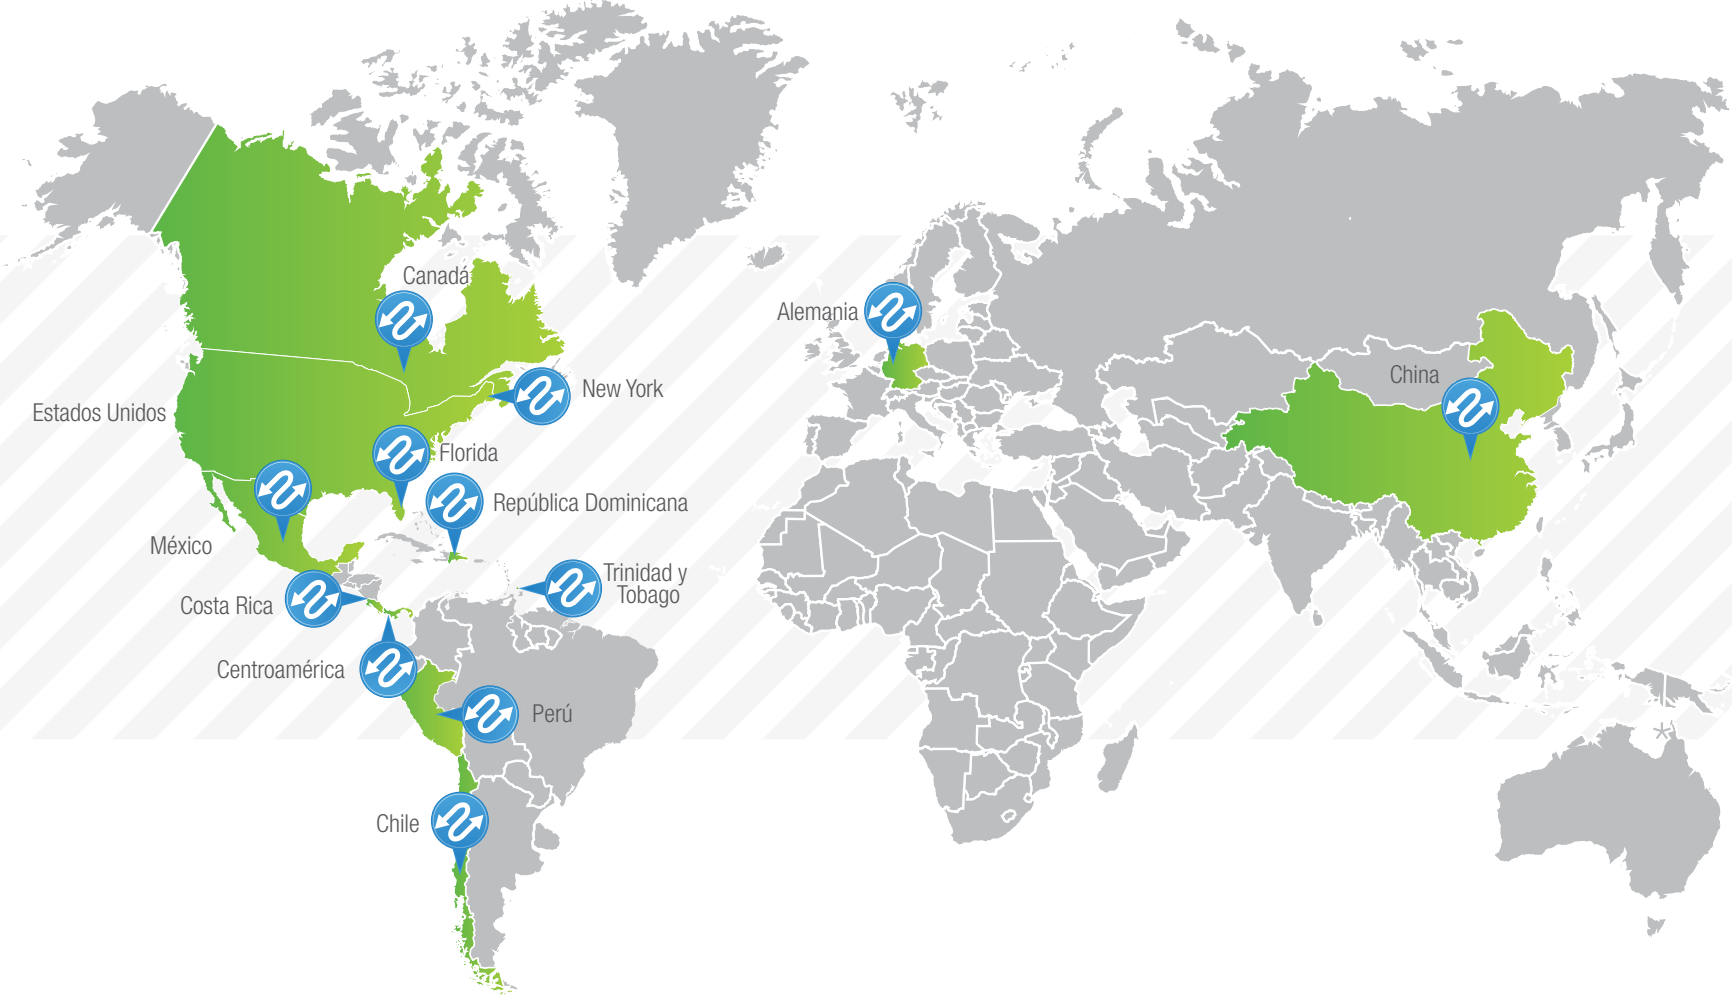 Canadá
Alemania
China
New York
Estados Unidos
Florida
República Dominicana
México
Trinidad y
Tobago
Costa Rica
Centroamérica
Perú
Chile